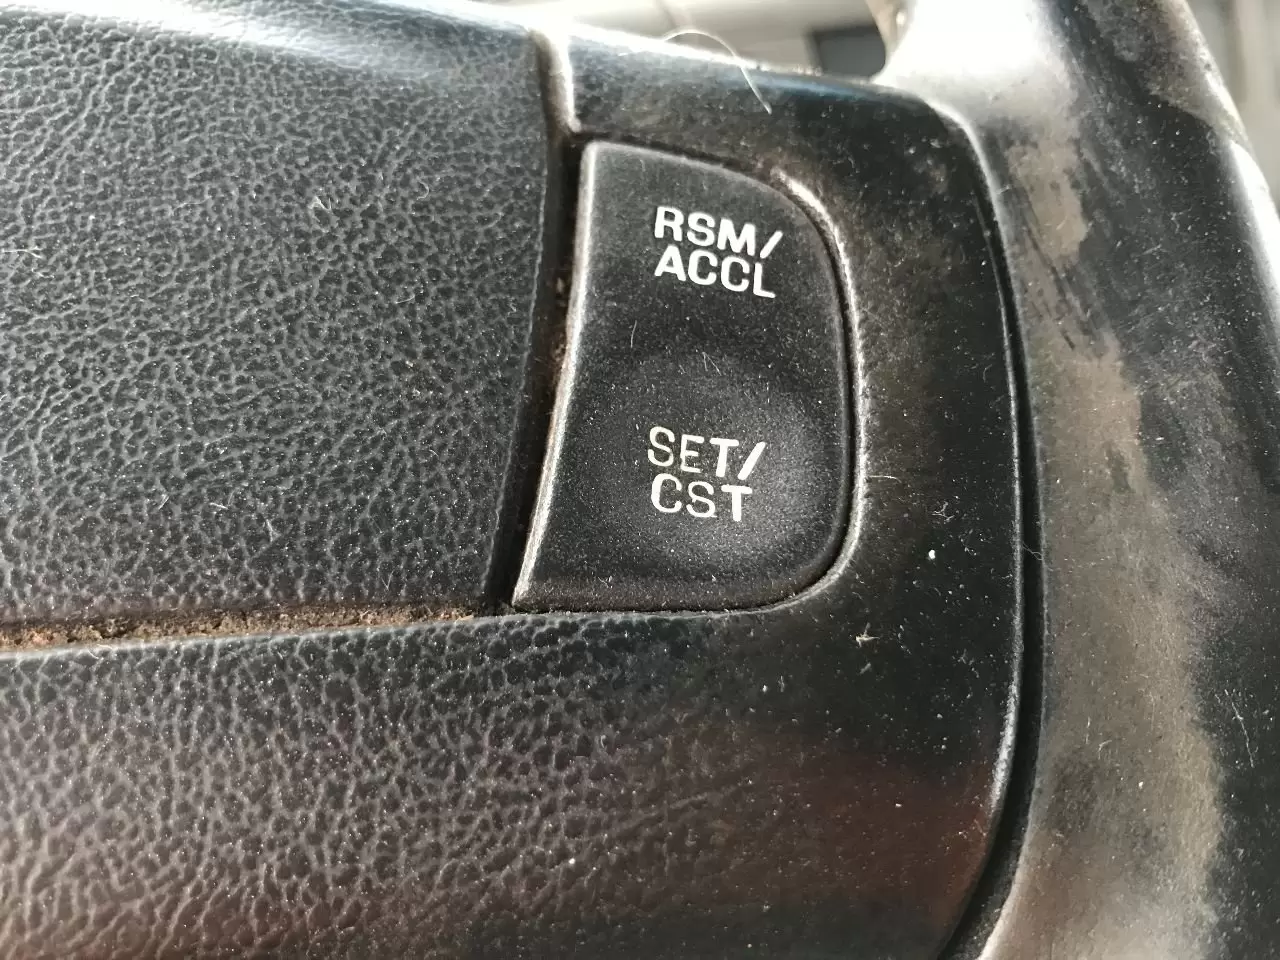 RSM/
ACCL
SET/
CST